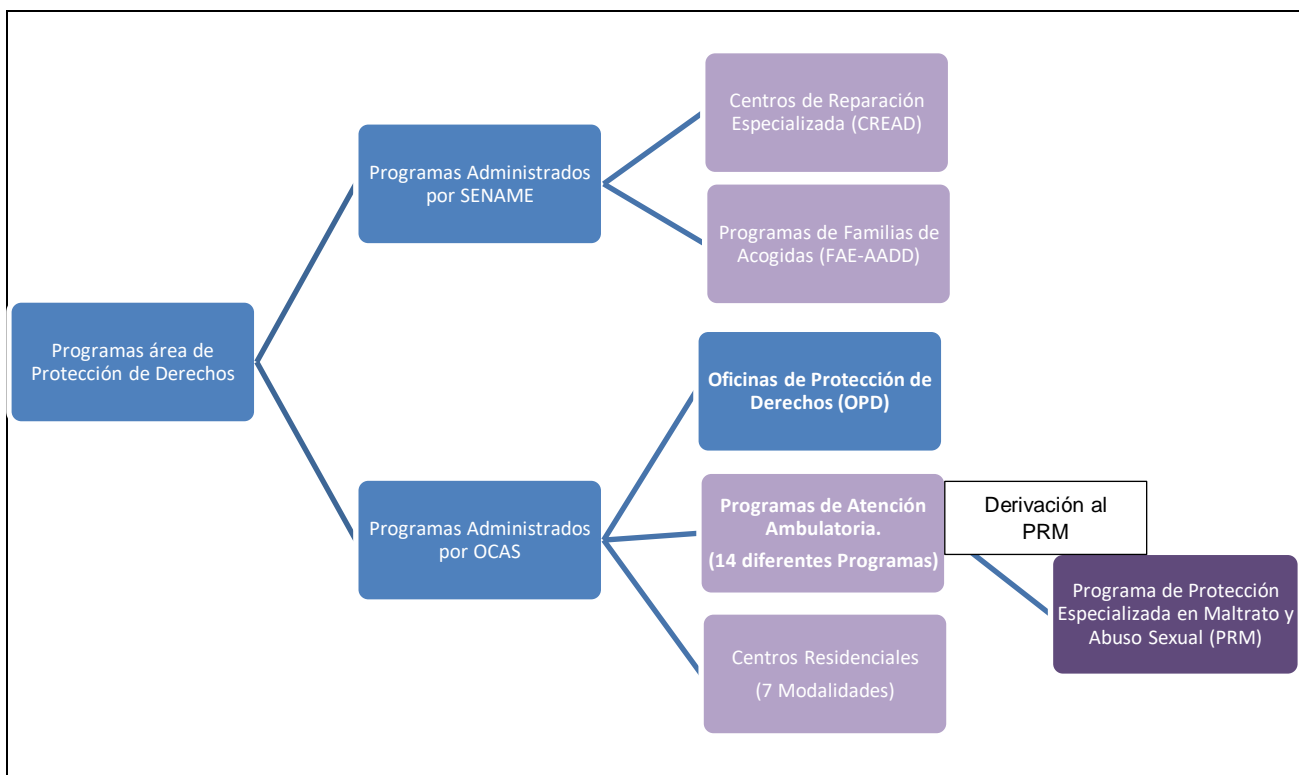 Programas área de
Protección de Derechos
Programas Administrados
por SENAME
Centros de Reparación
Especializada (CREAD)
Programas de Familias de
Acogidas (FAE-AADD)
Programas Administrados
por OCAS
Oficinas de Protección de
Derechos (OPD)
Programas de Atención
Ambulatoria.
(14 diferentes Programas)
Derivación al
PRM
Programa de Protección
Especializada en Maltrato y
Abuso Sexual (PRM)
Centros Residenciales
(7 Modalidades)